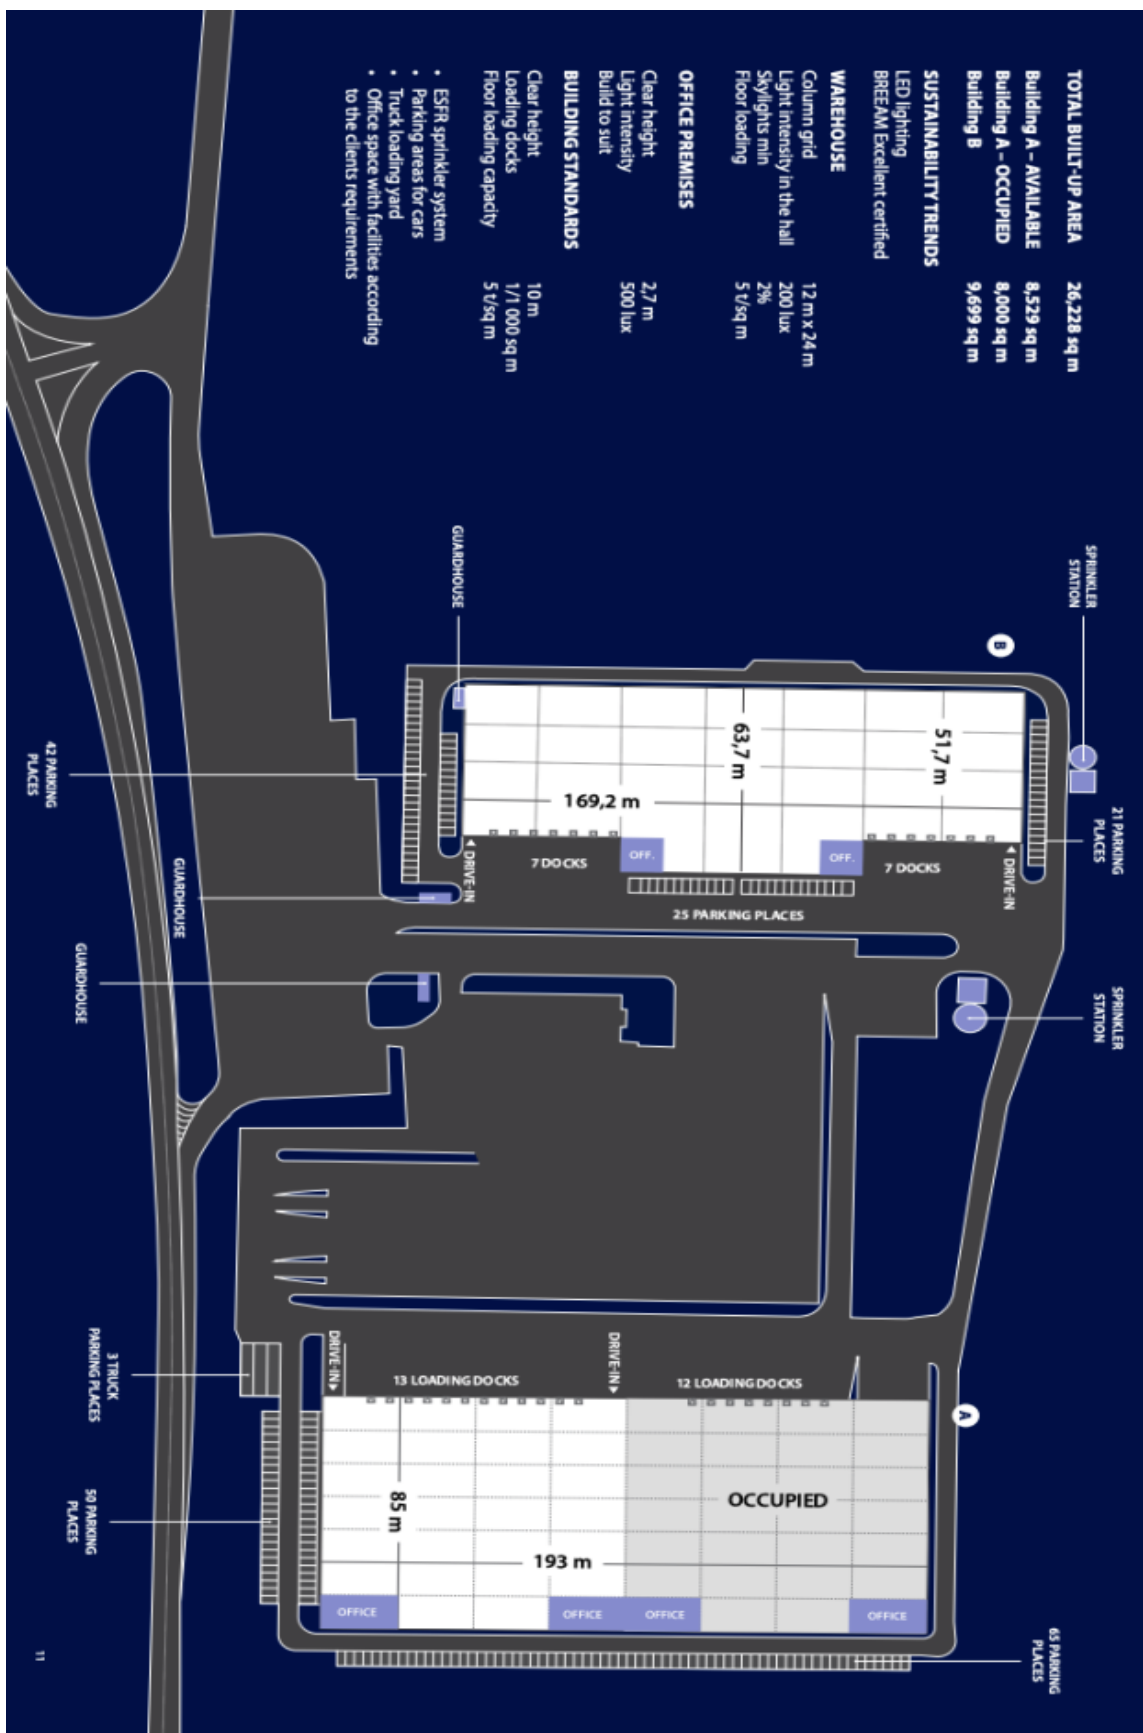 TOTAL BUILT-UP AREA 26,228 sq m
Building A – AVAILABLE 8,529 sq m
Building A – OCCUPIED 8,000 sq m
Building B 9,699 sq m
SUSTAINABILITY TRENDS
LED lighting
BREEAM Excellent certified
WAREHOUSE
Column grid 12 m x 24 m
Light intensity in the hall 200 lux
Skylights min 2%
Floor loading 5 t/sq m
OFFICE PREMISES
Clear height 2,7 m
Light intensity 500 lux
Build to suit
BUILDING STANDARDS
Clear height 10 m
Loading docks 1/1 000 sq m
Floor loading capacity 5 t/sq m
• ESFR sprinkler system
• Parking areas for cars
• Truck loading yard
• Office space with facilities according
to the clients requirements
SPRINKLER
STATION
B
GUARDHOUSE
51,7 m
63,7 m
169,2 m
42 PARKING
PLACES
21 PARKING
PLACES
DRIVE-IN
7 DOCKS
OFF.
25 PARKING PLACES
OFF.
7 DOCKS
DRIVE-IN
GUARDHOUSE
GUARDHOUSE
SPRINKLER
STATION
3 TRUCK
PARKING PLACES
DRIVE-IN
13 LOADING DOCKS
DRIVE-IN
12 LOADING DOCKS
A
50 PARKING
PLACES
85 m
OCCUPIED
193 m
OFFICE
OFFICE
OFFICE
OFFICE
65 PARKING
PLACES
11